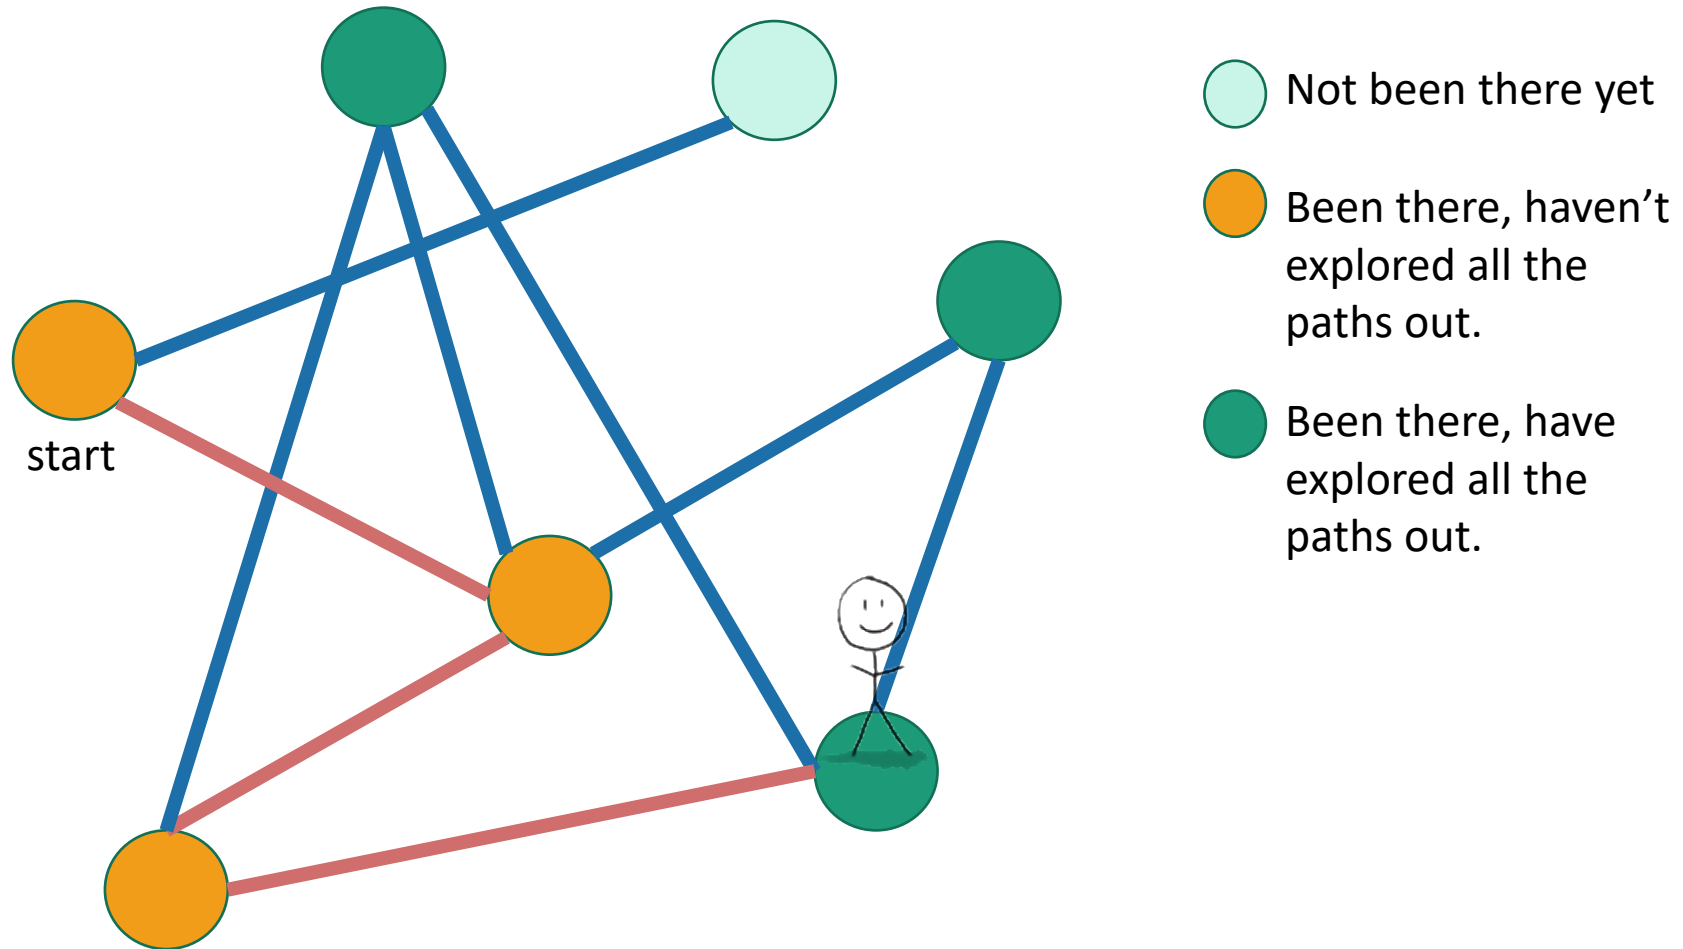 start
Not been there yet
Been there, haven’t
explored all the
paths out.
Been there, have
explored all the
paths out.